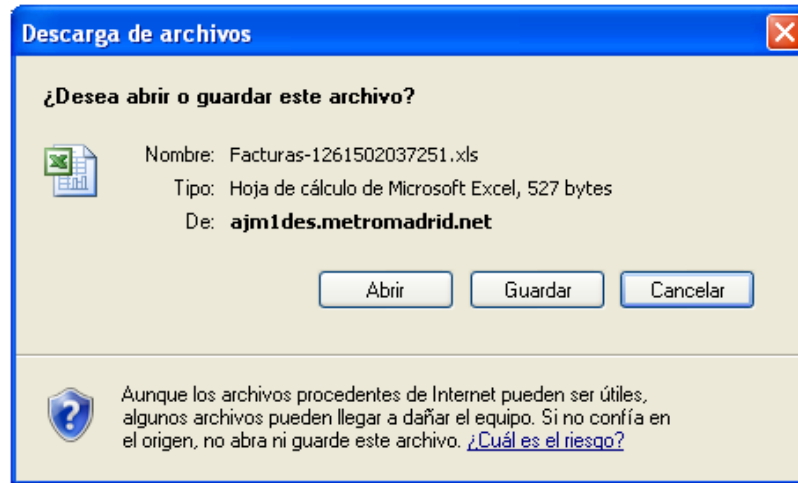 Descarga de archivos
¿Desea abrir o guardar este archivo?
Nombre: Facturas-1261502037251.xls
Tipo: Hoja de cálculo de Microsoft Excel, 527 bytes
De: ajm1des.metromadrid.net
Abrir Guardar Cancelar
Aunque los archivos procedentes de Internet pueden ser útiles,
algunos archivos pueden llegar a dañar el equipo. Si no confía en
el origen, no abra ni guarde este archivo. ¿Cuál es el riesgo?